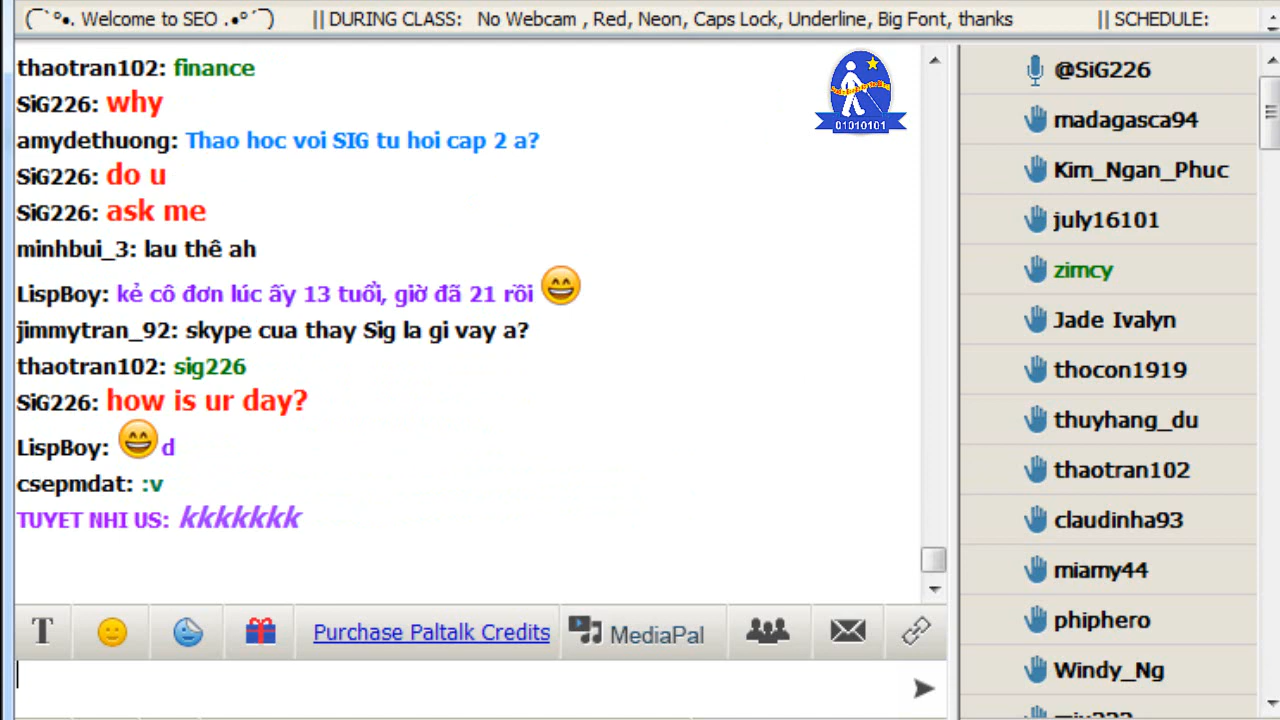 (¯`°•. Welcome to SEO .•°´¯) || DURING CLASS: No Webcam , Red, Neon, Caps Lock, Underline, Big Font, thanks || SCHEDULE:
thaotran102: finance
SiG226: why
amydethuong: Thao hoc voi SIG tu hoi cap 2 a?
SiG226: do u
SiG226: ask me
minhbui_3: lau thê ah
LispBoy: kẻ cô đơn lúc ấy 13 tuổi, giờ đã 21 rồi
jimmytran_92: skype cua thay Sig la gi vay a?
thaotran102: sig226
SiG226: how is ur day?
LispBoy: d
csepmdat: :v
TUYET NHI US: kkkkkkk
01010101
T
Purchase Paltalk Credits
MediaPal
@SiG226
madagasca94
Kim_Ngan_Phuc
july16101
zimcy
Jade Ivalyn
thocon1919
thuyhang_du
thaotran102
claudinha93
miamy44
phiphero
Windy_Ng